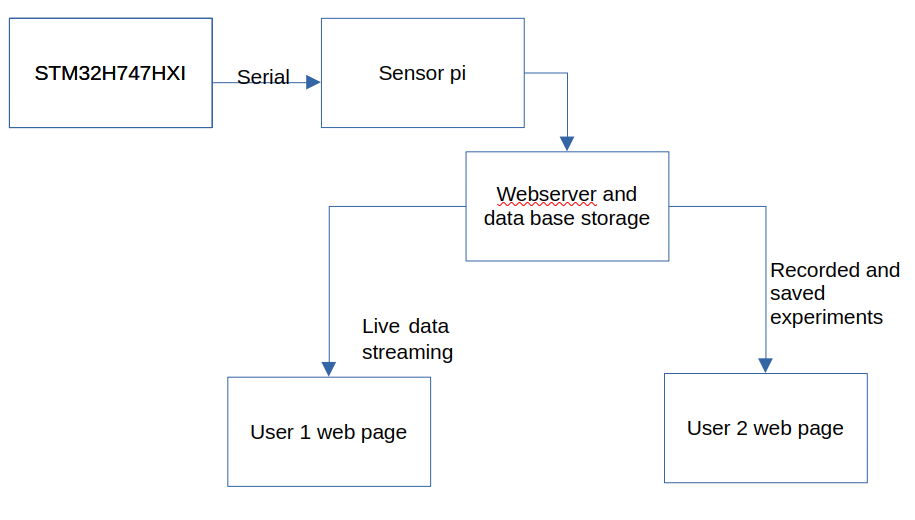 STM32H747HXI
Serial
Sensor pi
Webserver and
data base storage
Recorded and
saved
experiments
Live data
streaming
User 1 web page
User 2 web page